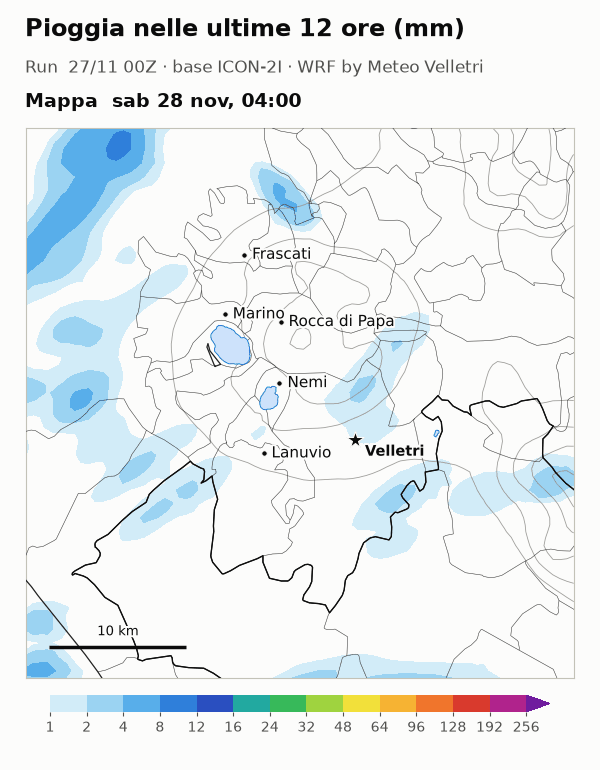 Pioggia nelle ultime 12 ore (mm)
Run  27/11 00Z · base ICON-2I · WRF by Meteo Velletri
Mappa  sab 28 nov, 04:00
Frascati
Marino
Rocca di Papa
Nemi
Velletri
Lanuvio
10 km
1 2 4 8 12 16 24 32 48 64 96 128 192 256